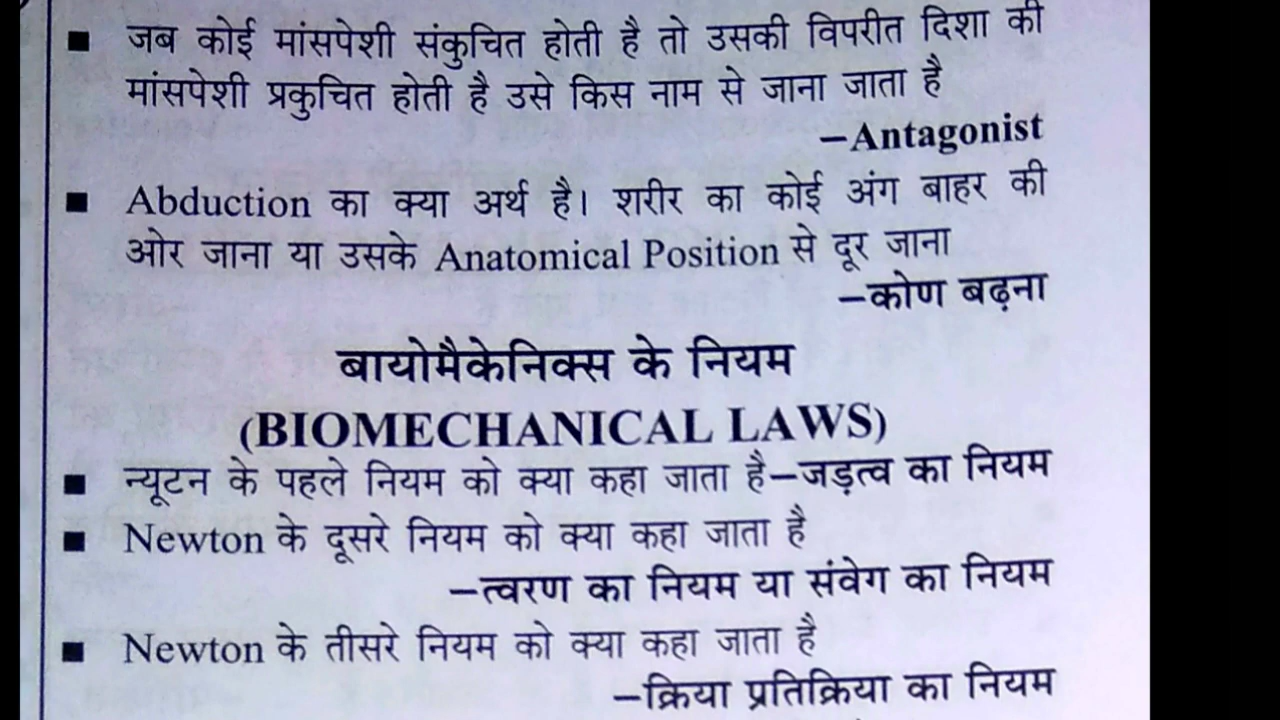 ■ जब कोई मांसपेशी संकुचित होती है तो उसकी विपरीत दिशा की
मांसपेशी प्रकुचित होती है उसे किस नाम से जाना जाता है
–Antagonist
■ Abduction का क्या अर्थ है। शरीर का कोई अंग बाहर की
ओर जाना या उसके Anatomical Position से दूर जाना
–कोण बढ़ना
बायोमैकेनिक्स के नियम
(BIOMECHANICAL LAWS)
■ न्यूटन के पहले नियम को क्या कहा जाता है–जड़त्व का नियम
■ Newton के दूसरे नियम को क्या कहा जाता है
–त्वरण का नियम या संवेग का नियम
■ Newton के तीसरे नियम को क्या कहा जाता है
–क्रिया प्रतिक्रिया का नियम